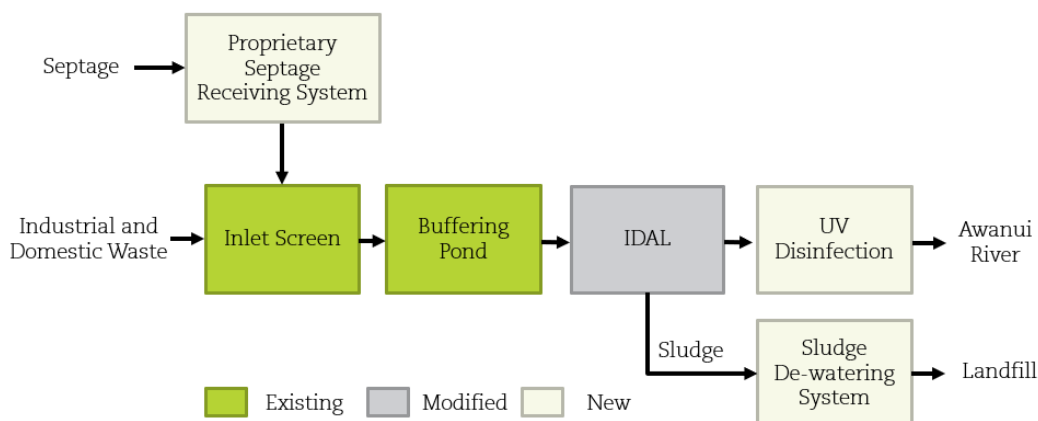 Septage
Proprietary
Septage
Receiving System
Industrial and
Domestic Waste
Inlet Screen
Buffering
Pond
IDAL
UV
Disinfection
Awanui
River
Sludge
Sludge
De-watering
System
Landfill
Existing
Modified
New